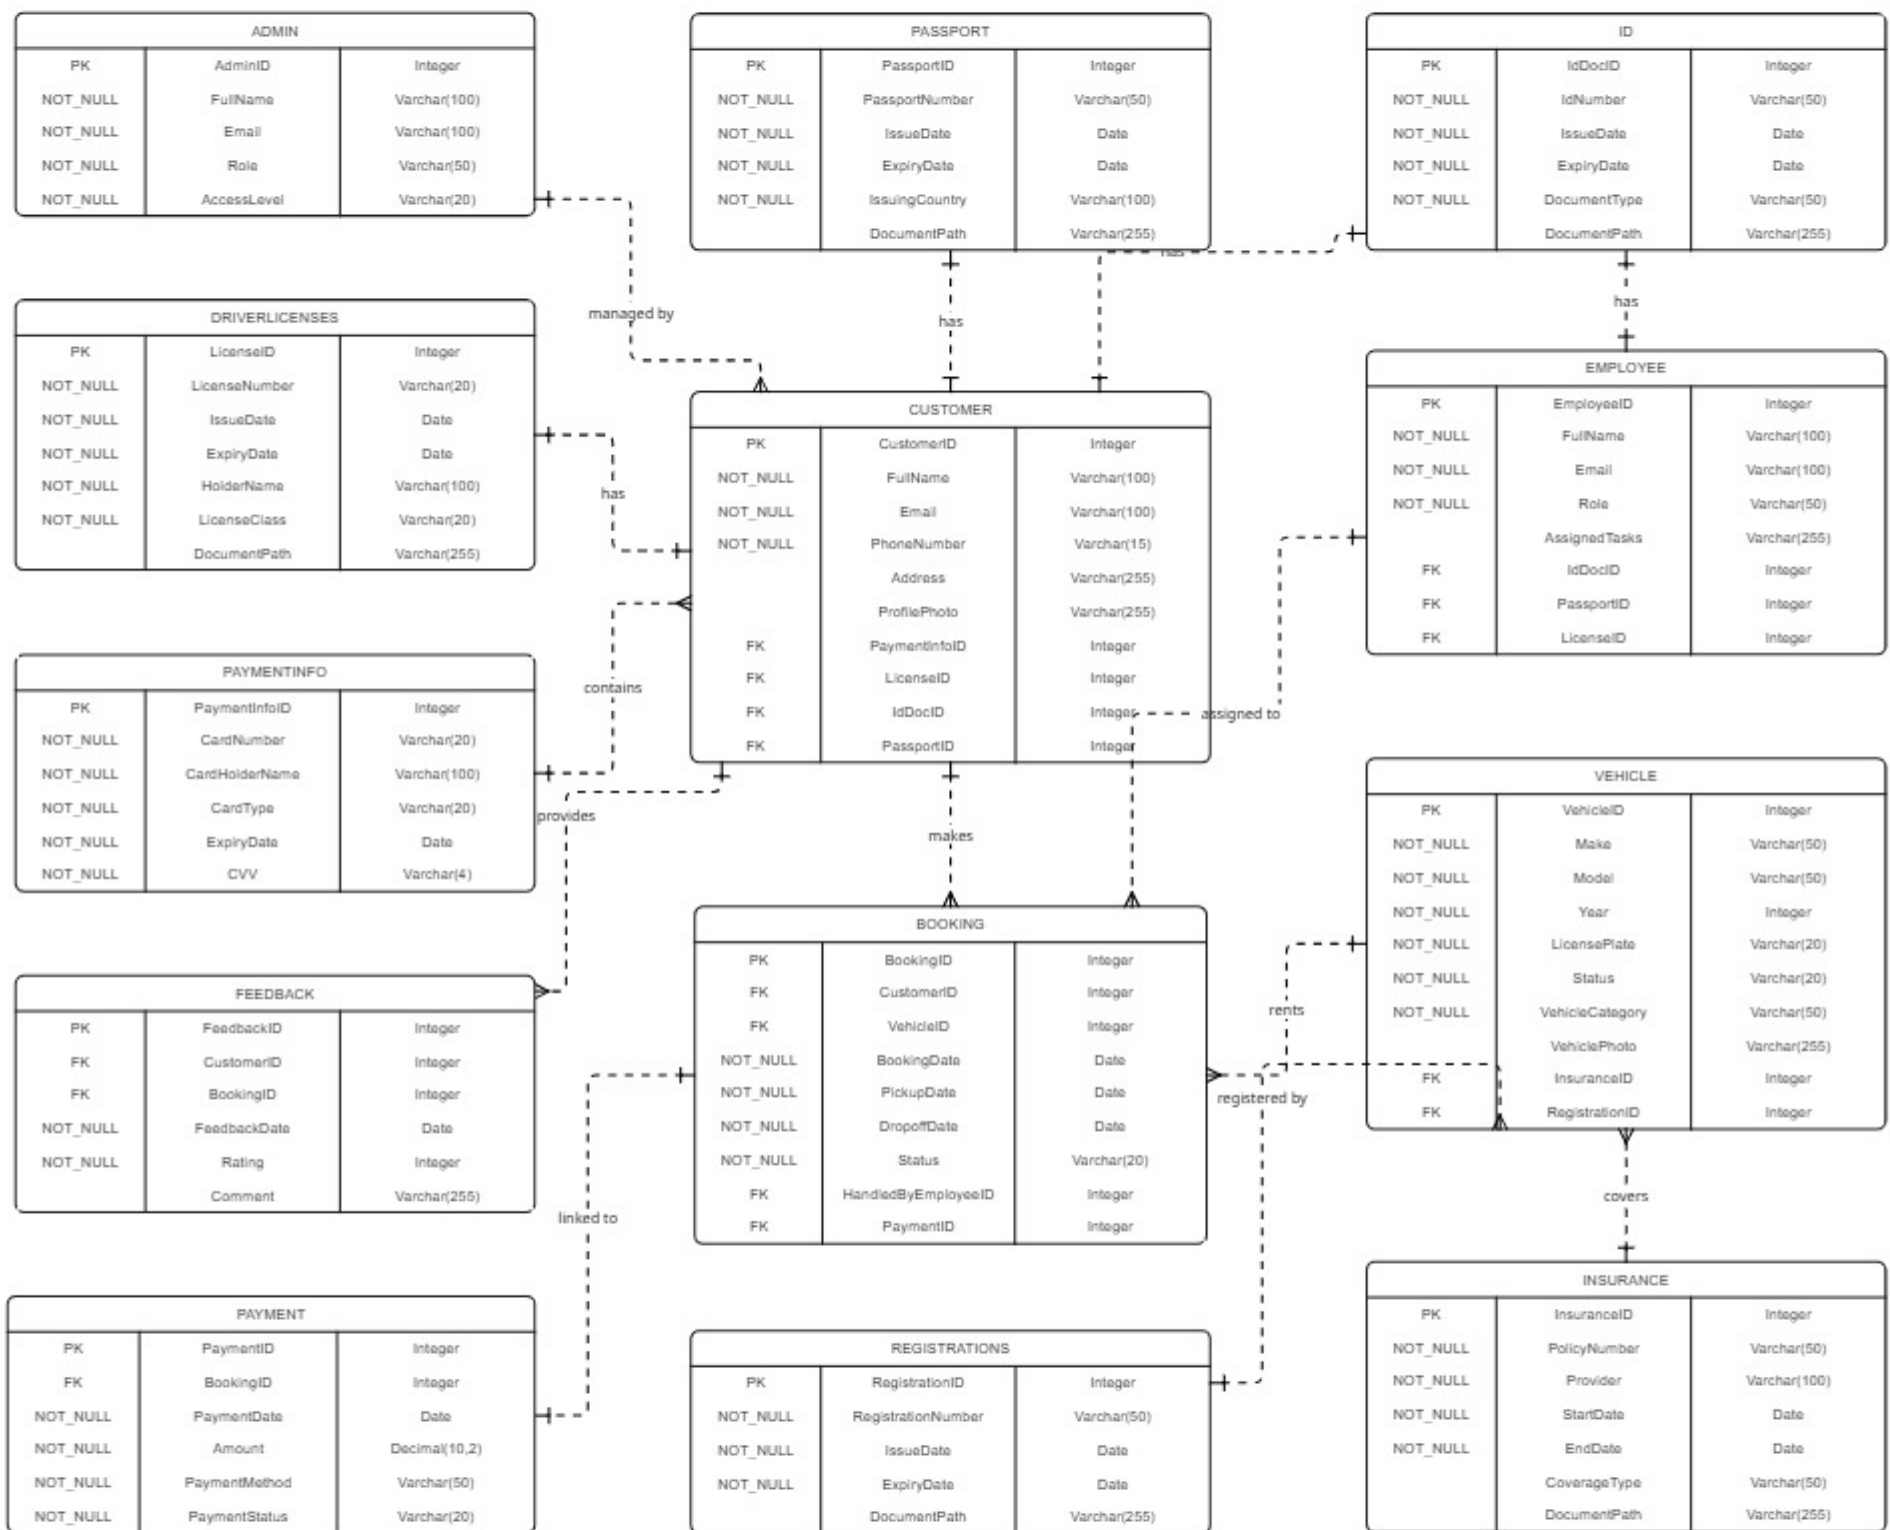 ADMIN
PK AdminID Integer
NOT_NULL FullName Varchar(100)
NOT_NULL Email Varchar(100)
NOT_NULL Role Varchar(50)
NOT_NULL AccessLevel Varchar(20)
PASSPORT
PK PassportID Integer
NOT_NULL PassportNumber Varchar(50)
NOT_NULL IssueDate Date
NOT_NULL ExpiryDate Date
NOT_NULL IssuingCountry Varchar(100)
DocumentPath Varchar(255)
ID
PK IdDocID Integer
NOT_NULL IdNumber Varchar(50)
NOT_NULL IssueDate Date
NOT_NULL ExpiryDate Date
NOT_NULL DocumentType Varchar(50)
DocumentPath Varchar(255)
managed by
has
has
has
DRIVERLICENSES
PK LicenseID Integer
NOT_NULL LicenseNumber Varchar(20)
NOT_NULL IssueDate Date
NOT_NULL ExpiryDate Date
NOT_NULL HolderName Varchar(100)
NOT_NULL LicenseClass Varchar(20)
DocumentPath Varchar(255)
has
CUSTOMER
PK CustomerID Integer
NOT_NULL FullName Varchar(100)
NOT_NULL Email Varchar(100)
NOT_NULL PhoneNumber Varchar(15)
Address Varchar(255)
ProfilePhoto Varchar(255)
FK PaymentInfoID Integer
FK LicenseID Integer
FK IdDocID Integer
FK PassportID Integer
EMPLOYEE
PK EmployeeID Integer
NOT_NULL FullName Varchar(100)
NOT_NULL Email Varchar(100)
NOT_NULL Role Varchar(50)
AssignedTasks Varchar(255)
FK IdDocID Integer
FK PassportID Integer
FK LicenseID Integer
contains
assigned to
PAYMENTINFO
PK PaymentInfoID Integer
NOT_NULL CardNumber Varchar(20)
NOT_NULL CardHolderName Varchar(100)
NOT_NULL CardType Varchar(20)
NOT_NULL ExpiryDate Date
NOT_NULL CVV Varchar(4)
provides
makes
VEHICLE
PK VehicleID Integer
NOT_NULL Make Varchar(50)
NOT_NULL Model Varchar(50)
NOT_NULL Year Integer
NOT_NULL LicensePlate Varchar(20)
NOT_NULL Status Varchar(20)
NOT_NULL VehicleCategory Varchar(50)
VehiclePhoto Varchar(255)
FK InsuranceID Integer
FK RegistrationID Integer
FEEDBACK
PK FeedbackID Integer
FK CustomerID Integer
FK BookingID Integer
NOT_NULL FeedbackDate Date
NOT_NULL Rating Integer
Comment Varchar(255)
BOOKING
PK BookingID Integer
FK CustomerID Integer
FK VehicleID Integer
NOT_NULL BookingDate Date
NOT_NULL PickupDate Date
NOT_NULL DropoffDate Date
NOT_NULL Status Varchar(20)
FK HandledByEmployeeID Integer
FK PaymentID Integer
rents
registered by
covers
linked to
PAYMENT
PK PaymentID Integer
FK BookingID Integer
NOT_NULL PaymentDate Date
NOT_NULL Amount Decimal(10,2)
NOT_NULL PaymentMethod Varchar(50)
NOT_NULL PaymentStatus Varchar(20)
REGISTRATIONS
PK RegistrationID Integer
NOT_NULL RegistrationNumber Varchar(50)
NOT_NULL IssueDate Date
NOT_NULL ExpiryDate Date
DocumentPath Varchar(255)
INSURANCE
PK InsuranceID Integer
NOT_NULL PolicyNumber Varchar(50)
NOT_NULL Provider Varchar(100)
NOT_NULL StartDate Date
NOT_NULL EndDate Date
CoverageType Varchar(50)
DocumentPath Varchar(255)